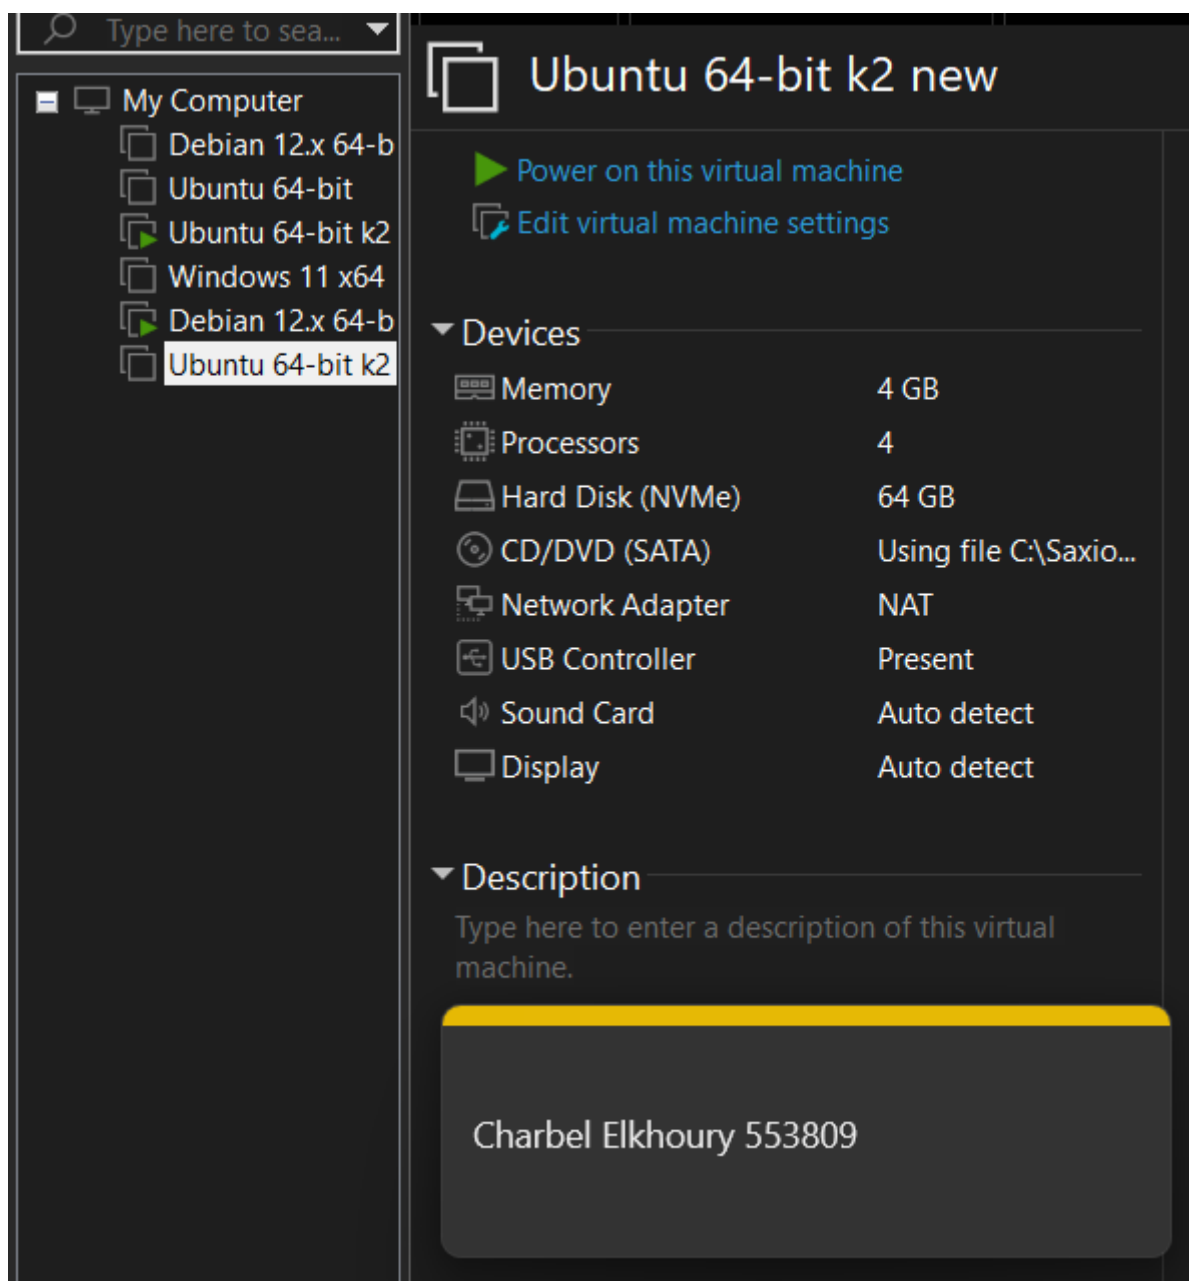 Type here to sea...
My Computer
Debian 12.x 64-b
Ubuntu 64-bit
Ubuntu 64-bit k2
Windows 11 x64
Debian 12.x 64-b
Ubuntu 64-bit k2
Ubuntu 64-bit k2 new
Power on this virtual machine
Edit virtual machine settings
Devices
Memory 4 GB
Processors 4
Hard Disk (NVMe) 64 GB
CD/DVD (SATA) Using file C:\Saxio...
Network Adapter NAT
USB Controller Present
Sound Card Auto detect
Display Auto detect
Description
Type here to enter a description of this virtual
machine.
Charbel Elkhoury 553809